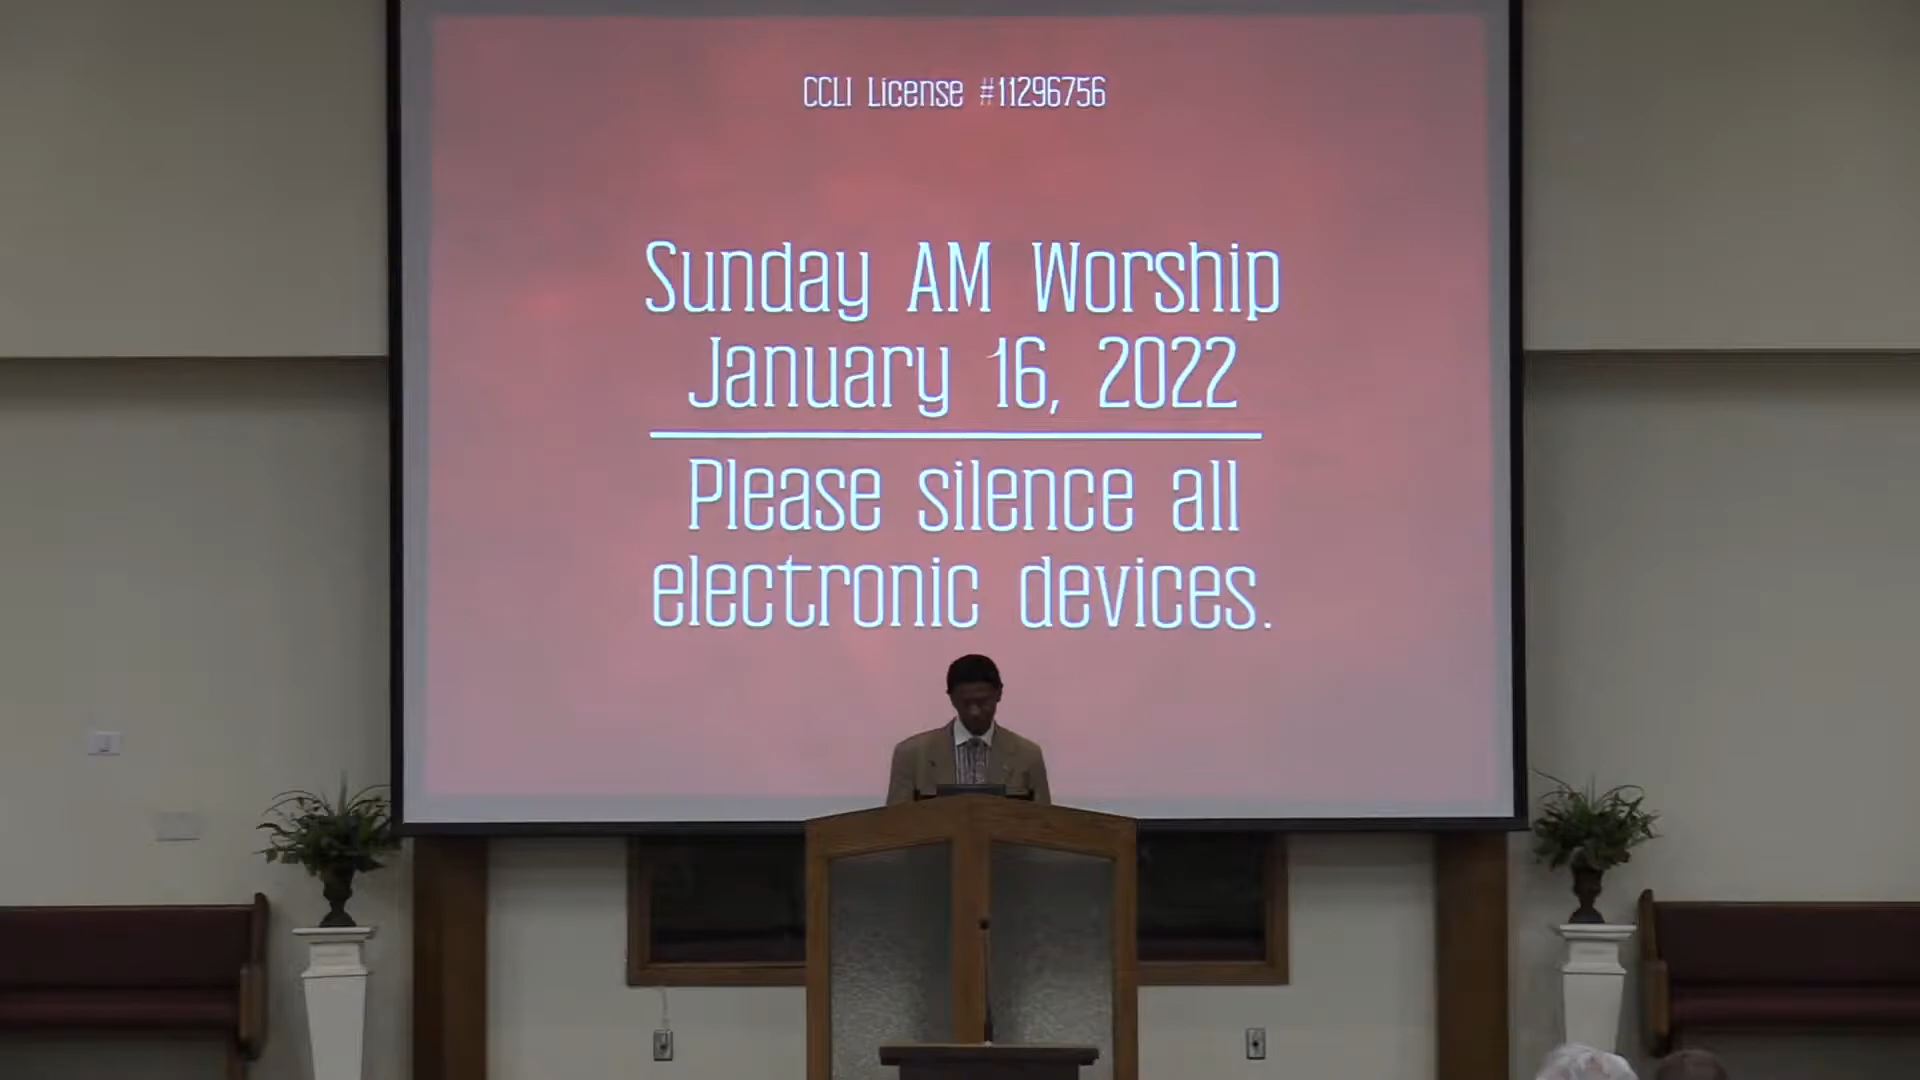 CCLI License #11296756
Sunday AM Worship
January 16, 2022
Please silence all
electronic devices.